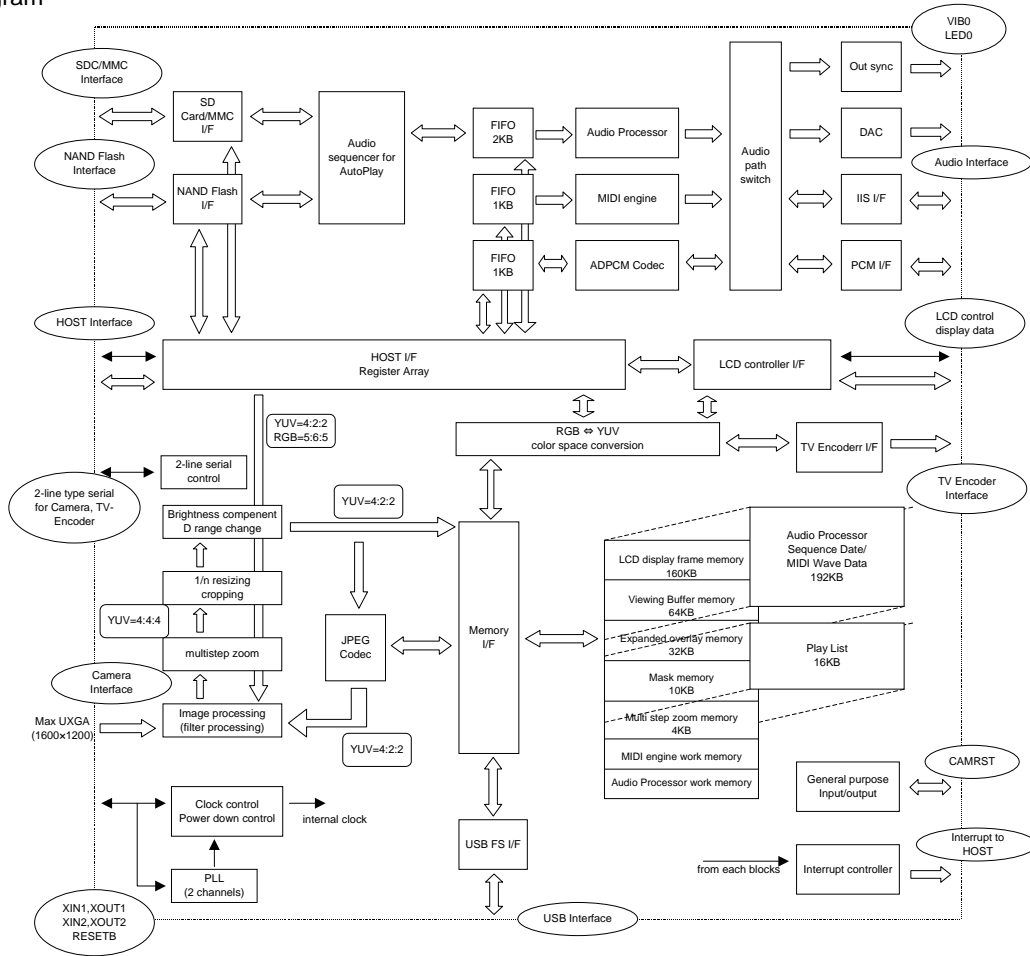 gram
VIB0
LED0
SDC/MMC
Interface
SD
Card/MMC
I/F
Audio
sequencer for
AutoPlay
FIFO
2KB
Audio Processor
Audio
path
switch
Out sync
DAC
NAND Flash
Interface
Audio Interface
NAND Flash
I/F
FIFO
1KB
MIDI engine
IIS I/F
FIFO
1KB
ADPCM Codec
PCM I/F
HOST Interface
LCD control
display data
HOST I/F
Register Array
LCD controller I/F
YUV=4:2:2
RGB=5:6:5
RGB ⇔ YUV
color space conversion
TV Encoderr I/F
2-line serial
control
2-line type serial
for Camera, TV-
Encoder
TV Encoder
Interface
YUV=4:2:2
Brightness compenent
D range change
Audio Processor
Sequence Date/
MIDI Wave Data
192KB
LCD display frame memory
160KB
1/n resizing
cropping
Viewing Buffer memory
64KB
YUV=4:4:4
JPEG
Codec
Memory
I/F
Expanded overlay memory
32KB
Play List
16KB
multistep zoom
Camera
Interface
Mask memory
10KB
Max UXGA
(1600×1200)
Image processing
(filter processing)
Multi step zoom memory
4KB
YUV=4:2:2
MIDI engine work memory
Audio Processor work memory
General purpose
Input/output
CAMRST
Clock control
Power down control
internal clock
USB FS I/F
Interrupt to
HOST
from each blocks
Interrupt controller
PLL
(2 channels)
XIN1,XOUT1
XIN2,XOUT2
RESETB
USB Interface